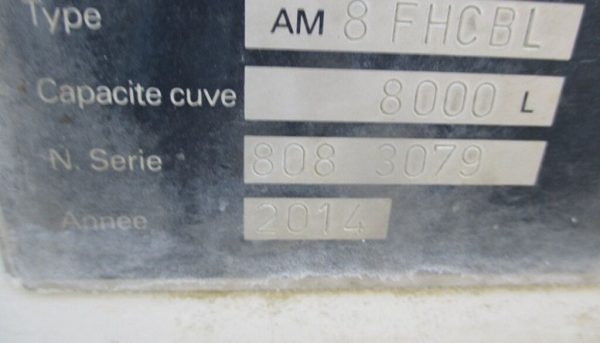 Type AM 8 FHCBL
Capacite cuve 8000 L
N. Serie 808 3079
Annee 2014